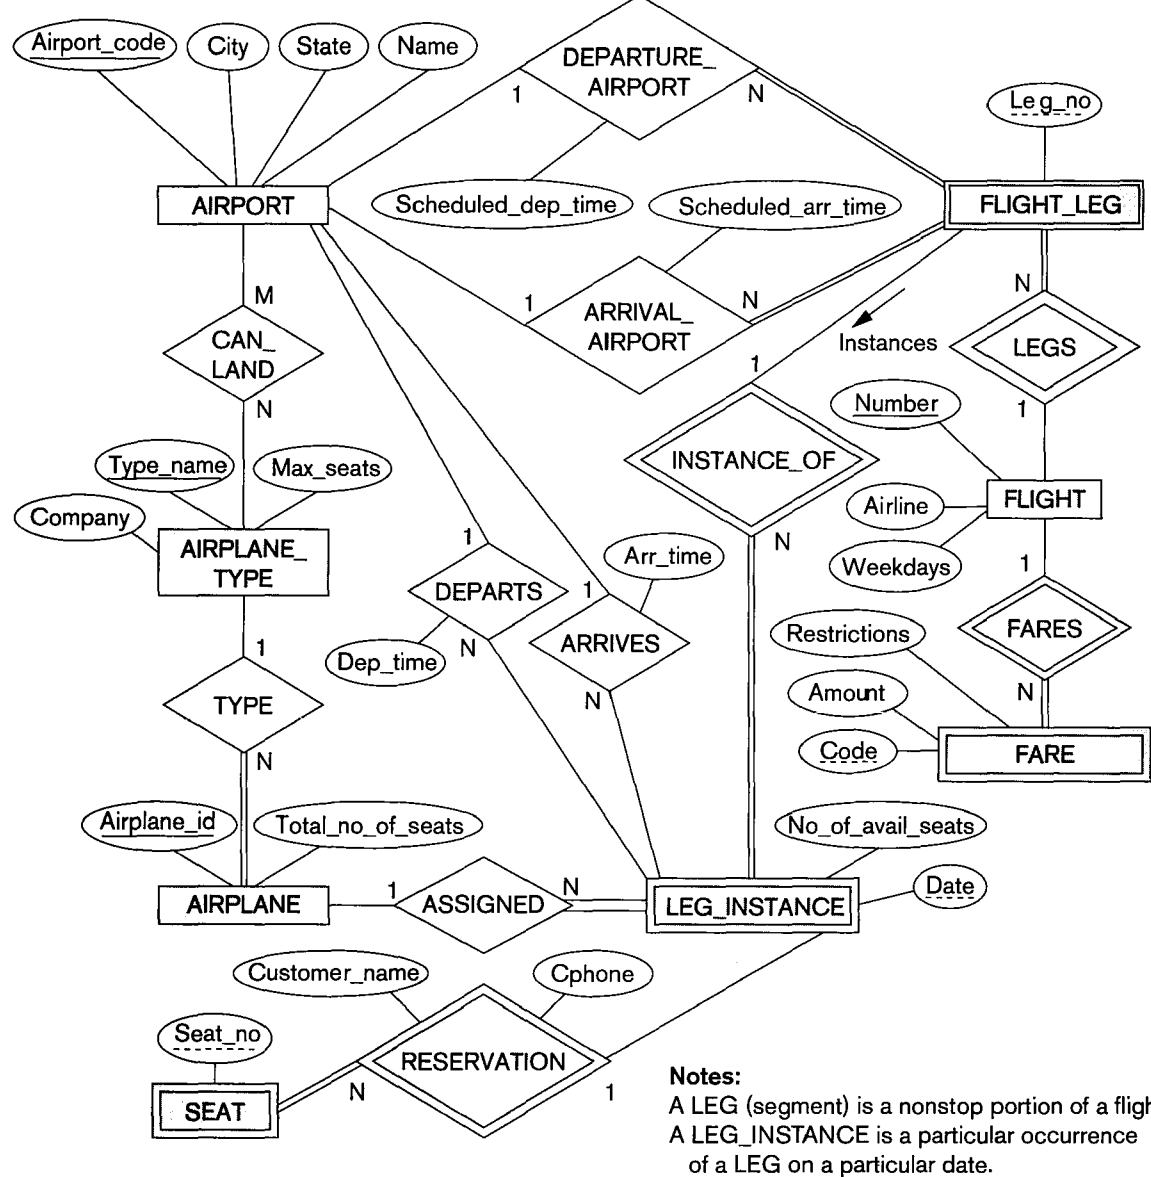 Airport_code
City
State
Name
DEPARTURE_
AIRPORT
1
N
Leg_no
AIRPORT
Scheduled_dep_time
Scheduled_arr_time
FLIGHT_LEG
M
1
ARRIVAL_
AIRPORT
N
Instances
N
CAN_
LAND
LEGS
1
N
1
Number
Type_name
Max_seats
INSTANCE_OF
Company
Airline
FLIGHT
AIRPLANE_
TYPE
1
Arr_time
N
Weekdays
1
DEPARTS
1
N
Dep_time
ARRIVES
N
Restrictions
FARES
1
TYPE
N
Amount
N
Code
FARE
Airplane_id
Total_no_of_seats
No_of_avail_seats
AIRPLANE
1
ASSIGNED
N
LEG_INSTANCE
Date
Customer_name
Cphone
Seat_no
RESERVATION
N
1
SEAT
Notes:
A LEG (segment) is a nonstop portion of a fligh
A LEG_INSTANCE is a particular occurrence
of a LEG on a particular date.